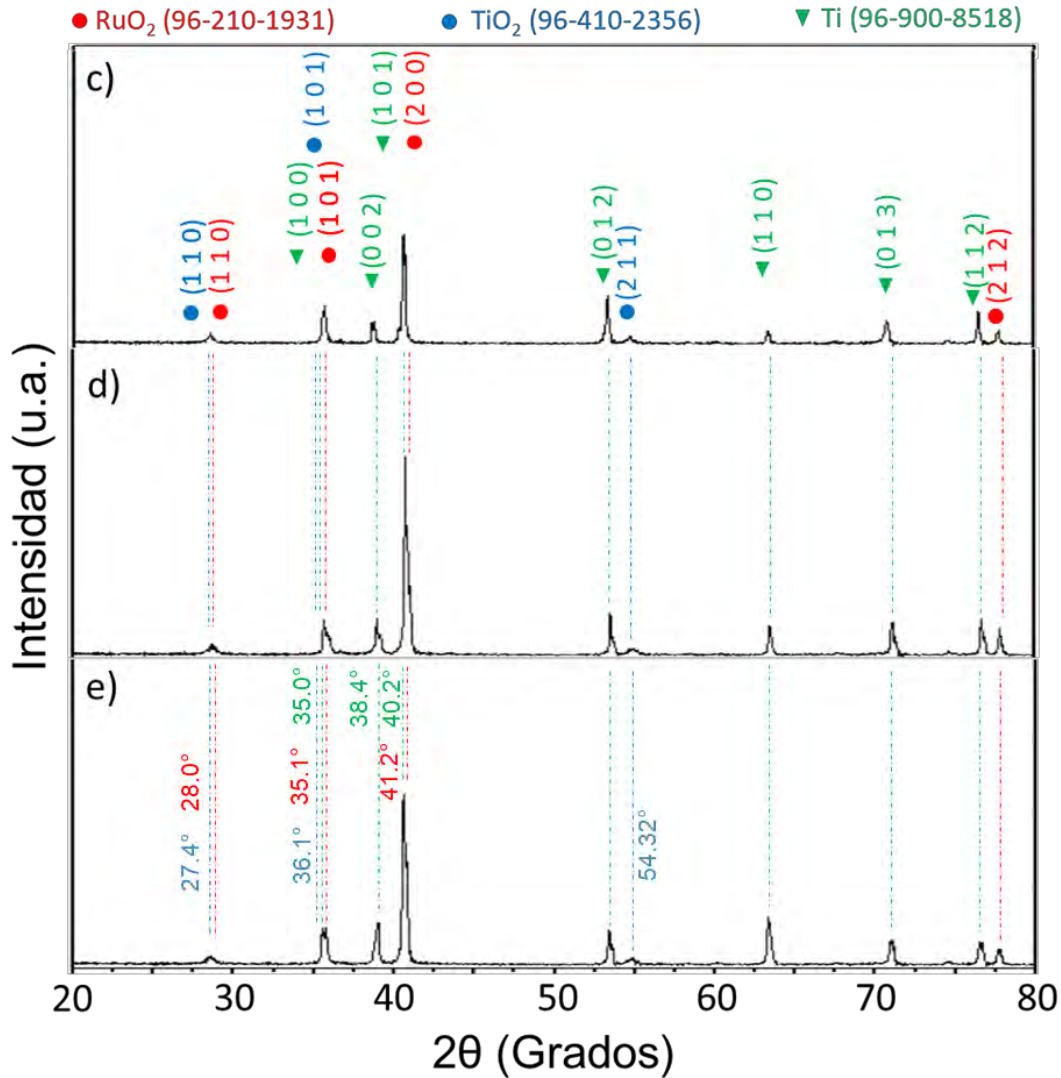 RuO₂ (96-210-1931) TiO₂ (96-410-2356) Ti (96-900-8518)
c)
(1 1 0)
(1 1 0)
(1 0 0)
(1 0 1)
(1 0 1)
(0 0 2)
(1 0 1)
(2 0 0)
(0 1 2)
(2 1 1)
(1 1 0)
(0 1 3)
(1 1 2)
(2 1 2)
d)
e)
27.4°
28.0°
36.1°
35.1°
35.0°
38.4°
40.2°
41.2°
54.32°
Intensidad (u.a.)
20 30 40 50 60 70 80
2θ (Grados)